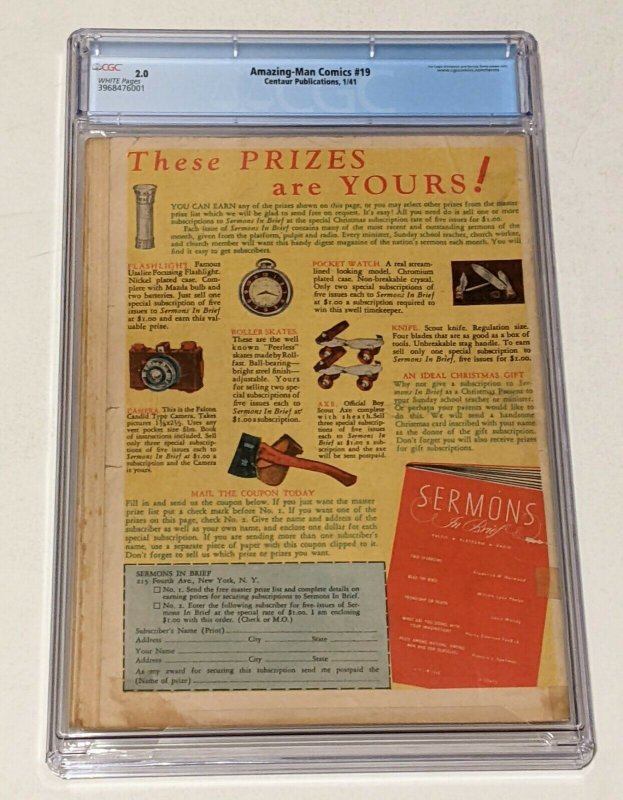 CGC
2.0
WHITE Pages
3968476001
Amazing-Man Comics #19
Centaur Publications, 1/41
www.cgccomics.com/terms
These PRIZES
are YOURS!
YOU CAN EARN any of the prizes shown on this page, or you may select other prizes from the master
prize list which we will be glad to send free on request. It's easy! All you need do is sell one or more
subscriptions to Sermons In Brief at the special Christmas subscription rate of five issues for $1.00.
Each issue of Sermons In Brief contains many of the most recent and outstanding sermons of the
month, given from the platform, pulpit and radio. Every minister, Sunday school teacher, church worker,
and church member will want this handy digest magazine of the nation's sermons each month. You will
find it easy to get subscribers.
FLASHLIGHT. Famous
Usalite Focusing Flashlight.
Nickel plated case. Com-
plete with Mazda bulb and
two batteries. Just sell one
special subscription of five
issues to Sermons In Brief
at $1.00 and earn this val-
uable prize.
POCKET WATCH. A real stream-
lined looking model. Chromium
plated case. Non-breakable crystal.
Only two special subscriptions of
five issues each to Sermons In Brief
at $1.00 a subscription required to
win this swell timekeeper.
ROLLER SKATES.
These are the well
known "Peerless"
skates made by Roll-
fast. Ball-bearing—
bright steel finish—
adjustable. Yours
for selling two spe-
cial subscriptions of
five issues each to
Sermons In Brief at
$1.00 a subscription.
KNIFE. Scout knife. Regulation size.
Four blades that are as good as a box of
tools. Unbreakable stag handle. To earn
sell only one special subscription to
Sermons In Brief, five issues for $1.00.
CAMERA. This is the Falcon
Candid Type Camera. Takes
pictures 1⅝x2½. Uses any
vest pocket size film. Book
of instructions included. Sell
only three special subscrip-
tions of five issues to
Sermons In Brief at $1.00
a subscription and the Camera
is yours.
AXE. Official Boy
Scout Axe complete
with sheath. Sell
three special subscrip-
tions of five issues
each to Sermons In
Brief at $1.00 a sub-
scription and the axe
will be sent postpaid.
AN IDEAL CHRISTMAS GIFT
Why not give a subscription to Ser-
mons In Brief as a Christmas Present to
your Sunday school teacher or minister.
Or perhaps your parents would like to
do this. We will send a handsome
Christmas card inscribed with your name
as the donor of the gift subscription.
Don't forget you will also receive prizes
for gift subscriptions.
MAIL THE COUPON TODAY
Fill in and send us the coupon below. If you just want the master
prize list put a check mark before No. 1. If you want one of the
prizes on this page, check No. 2. Give the name and address of the
subscriber as well as your own name, and enclose one dollar for each
special subscription. If you are sending more than one subscriber's
name, use a separate piece of paper with this coupon clipped to it.
Don't forget to tell us which prize or prizes you want.
SERMONS IN BRIEF
215 Fourth Ave., New York, N. Y.
No. 1. Send the free master prize list and complete details on
earning prizes for securing subscriptions to Sermons In Brief.
No. 2. Enter the following subscriber for five issues of Ser-
mons In Brief at the special rate of $1.00. I am enclosing
$1.00 with this order. (Check or M.O.)
Subscriber's Name (Print)
Address City State
Your Name
Address City State
As my award for securing this subscription send me postpaid the
(Name of prize)
SERMONS
In Brief
PULPIT • PLATFORM • RADIO